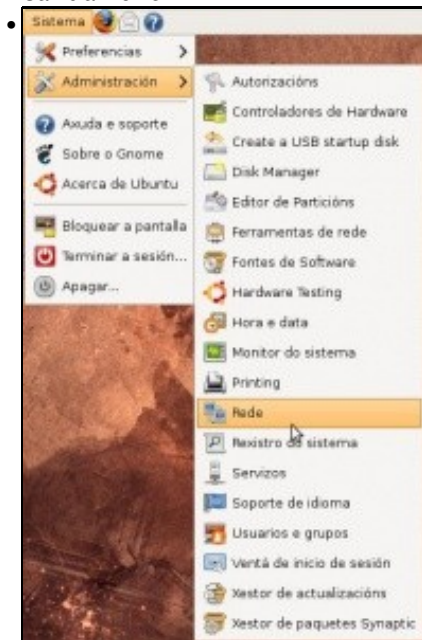 Sistema
Preferencias
Administración
Axuda e soporte
Sobre o Gnome
Acerca de Ubuntu
Bloquear a pantalla
Terminar a sesión...
Apagar...
Autorizacións
Controladores de Hardware
Create a USB startup disk
Disk Manager
Editor de Particións
Ferramentas de rede
Fontes de Software
Hardware Testing
Hora e data
Monitor do sistema
Printing
Rede
Rexistro do sistema
Servizos
Soporte de idioma
Usuarios e grupos
Ventá de inicio de sesión
Xestor de actualizacións
Xestor de paquetes Synaptic